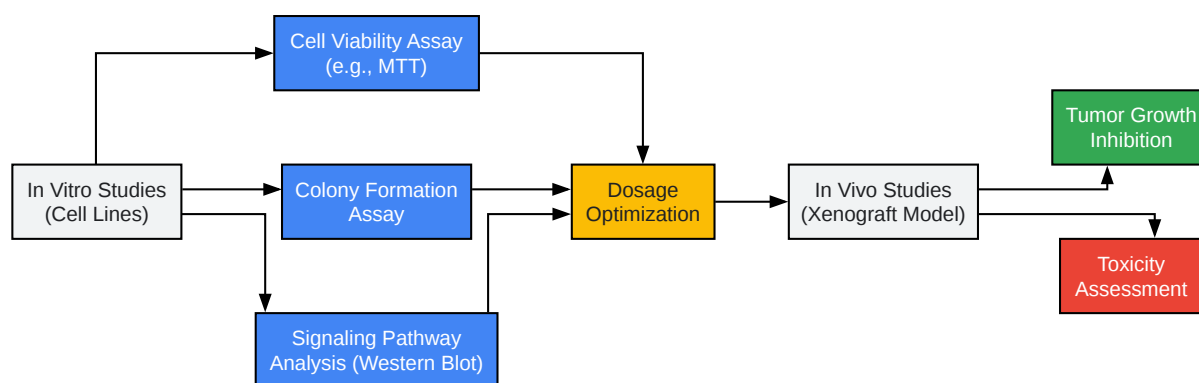 Cell Viability Assay
(e.g., MTT)
In Vitro Studies
(Cell Lines)
Colony Formation
Assay
Signaling Pathway
Analysis (Western Blot)
Dosage
Optimization
In Vivo Studies
(Xenograft Model)
Tumor Growth
Inhibition
Toxicity
Assessment